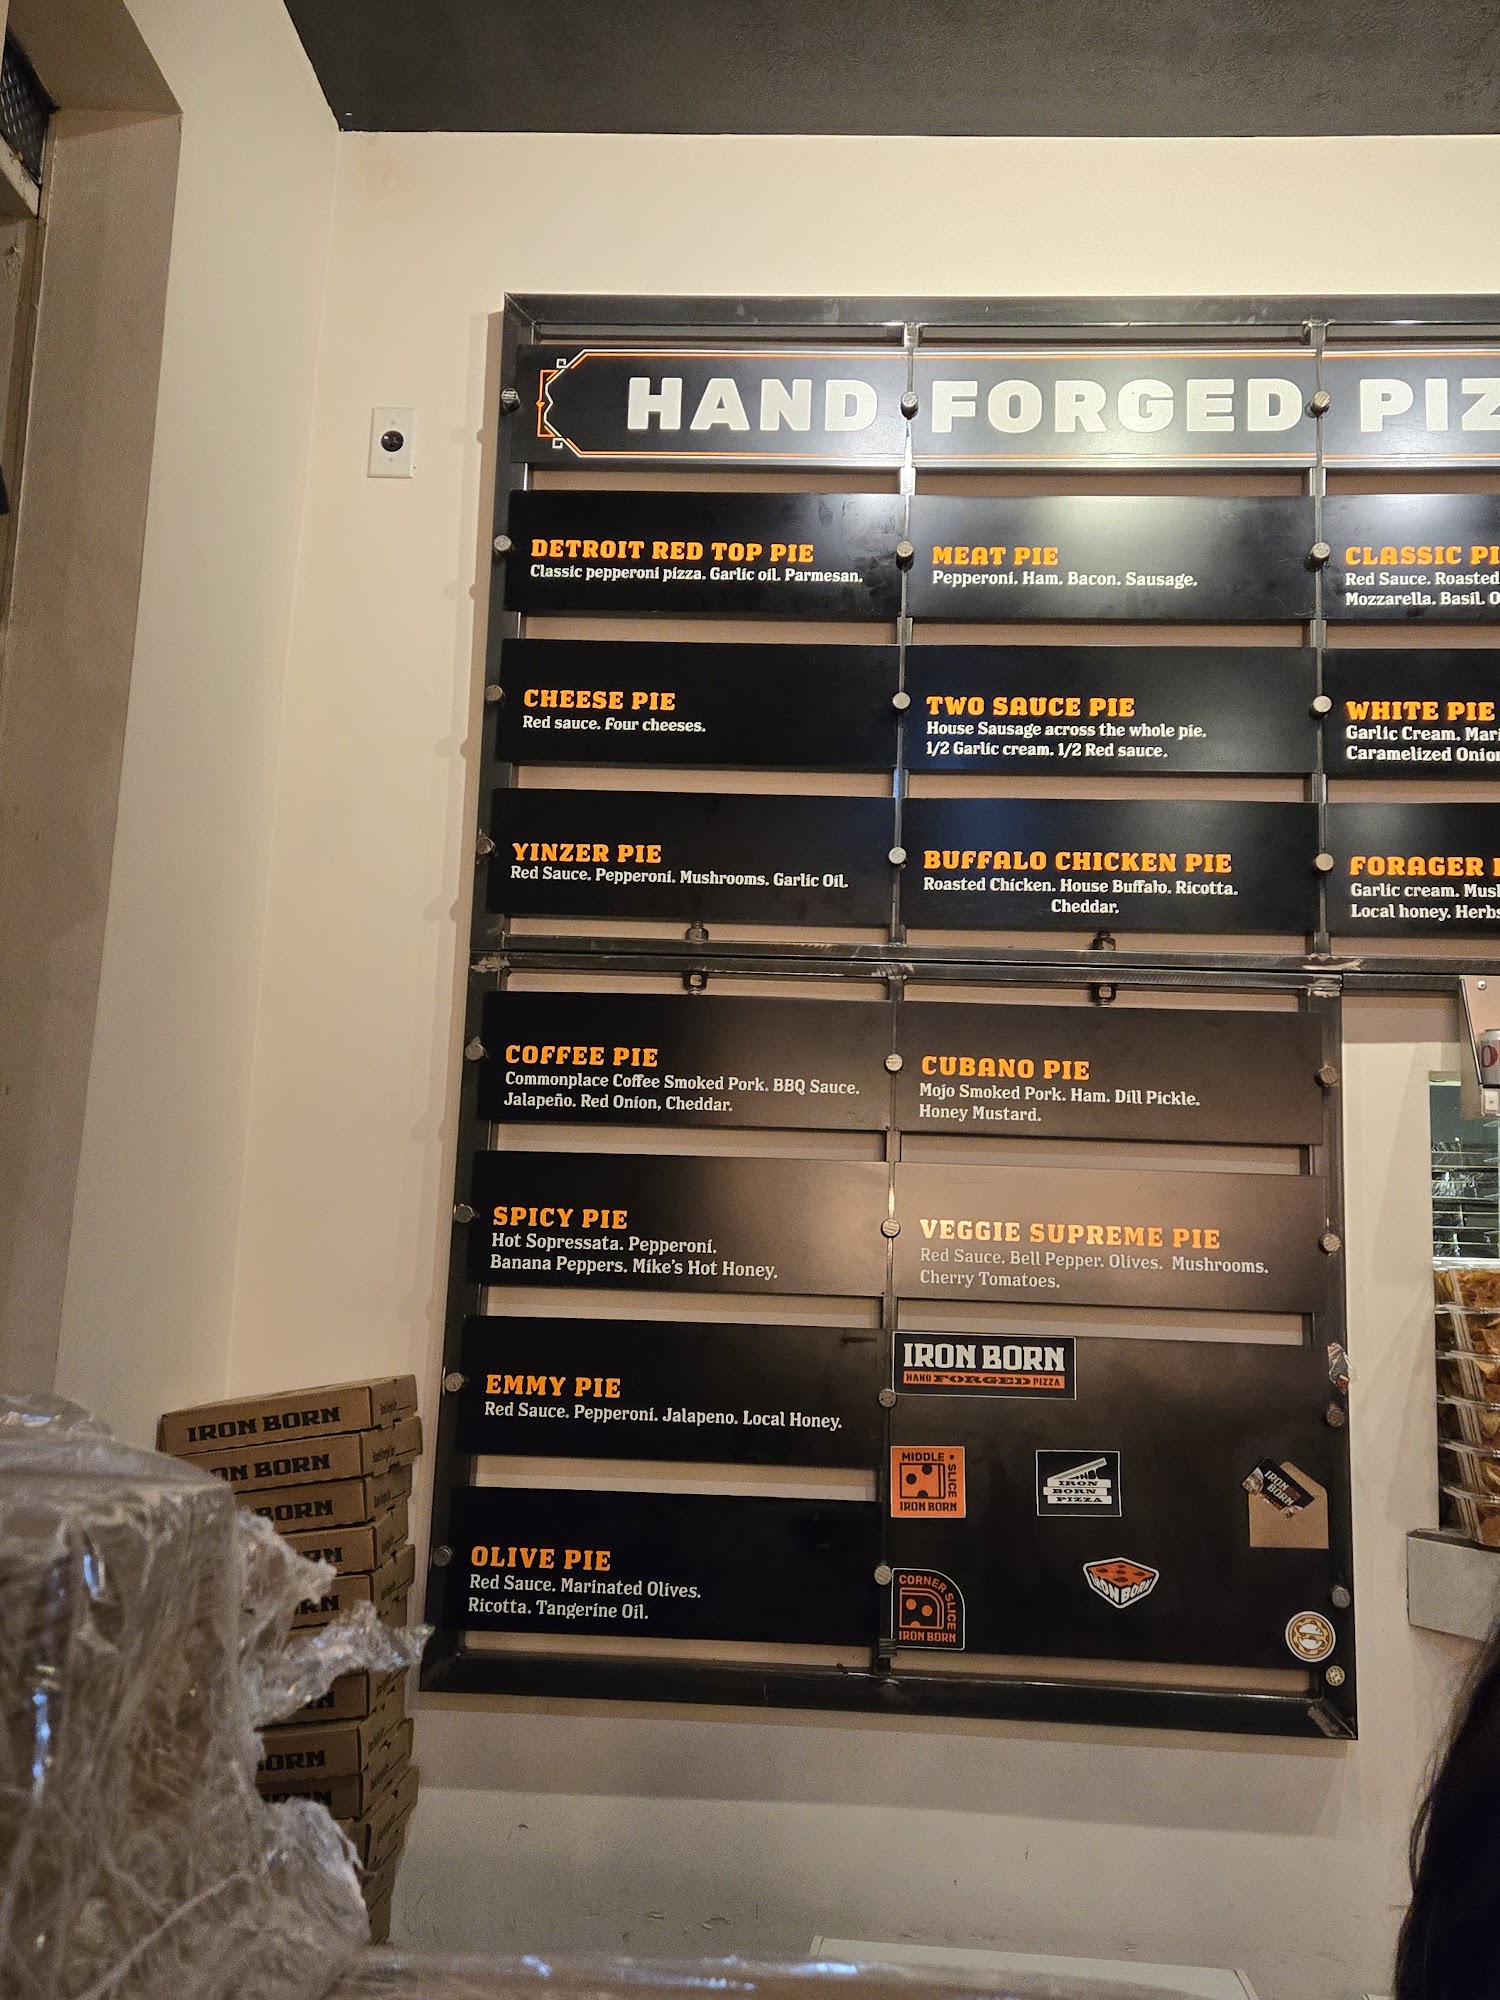 HAND FORGED
DETROIT RED TOP PIE
Classic pepperoni pizza. Garlic oil. Parmesan.
MEAT PIE
Pepperoni. Ham. Bacon. Sausage.
CLASSIC
Red Sauce. Roasted
Mozzarella. Basil.
CHEESE PIE
Red sauce. Four cheeses.
TWO SAUCE PIE
House Sausage across the whole pie.
1/2 Garlic cream. 1/2 Red sauce.
WHITE PIE
Garlic Cream.
Caramelized
YINZER PIE
Red Sauce. Pepperoni. Mushrooms. Garlic Oil.
BUFFALO CHICKEN PIE
Roasted Chicken. House Buffalo. Ricotta.
Cheddar.
FORAGER
Garlic cream.
Local honey. Herbs
COFFEE PIE
Commonplace Coffee Smoked Pork. BBQ Sauce.
Jalapeño. Red Onion, Cheddar.
CUBANO PIE
Mojo Smoked Pork. Ham. Dill Pickle.
Honey Mustard.
SPICY PIE
Hot Sopressata. Pepperoni.
Banana Peppers. Mike's Hot Honey.
VEGGIE SUPREME PIE
Red Sauce. Bell Pepper. Olives. Mushrooms.
Cherry Tomatoes.
EMMY PIE
Red Sauce. Pepperoni. Jalapeno. Local Honey.
OLIVE PIE
Red Sauce. Marinated Olives.
Ricotta. Tangerine Oil.
IRON BORN
HAND FORGED PIZZA
MIDDLE SLICE
IRON BORN
IRON
BORN
PIZZA
IRON
BORN
CORNER SLICE
IRON BORN
IRON BORN
IRON BORN
BORN
BORN